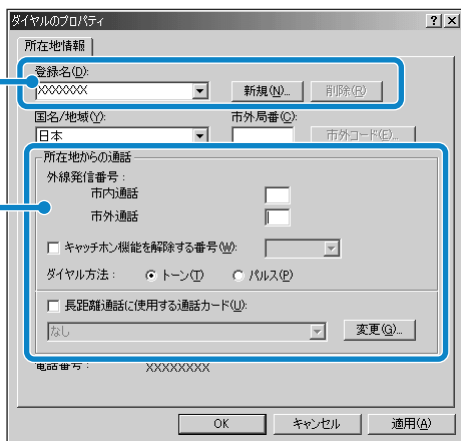 ダイヤルのプロパティ
所在地情報
登録名(D):
XXXXXXX 新規(N)... 削除(R)
国名/地域(Y): 市外局番(C):
日本 市外コード(E)...
所在地からの通話
外線発信番号:
市内通話
市外通話
キャッチホン機能を解除する番号(W):
ダイヤル方法: トーン(T) パルス(P)
長距離通話に使用する通話カード(U):
なし 変更(G)...
電話番号: XXXXXXXX
OK キャンセル 適用(A)